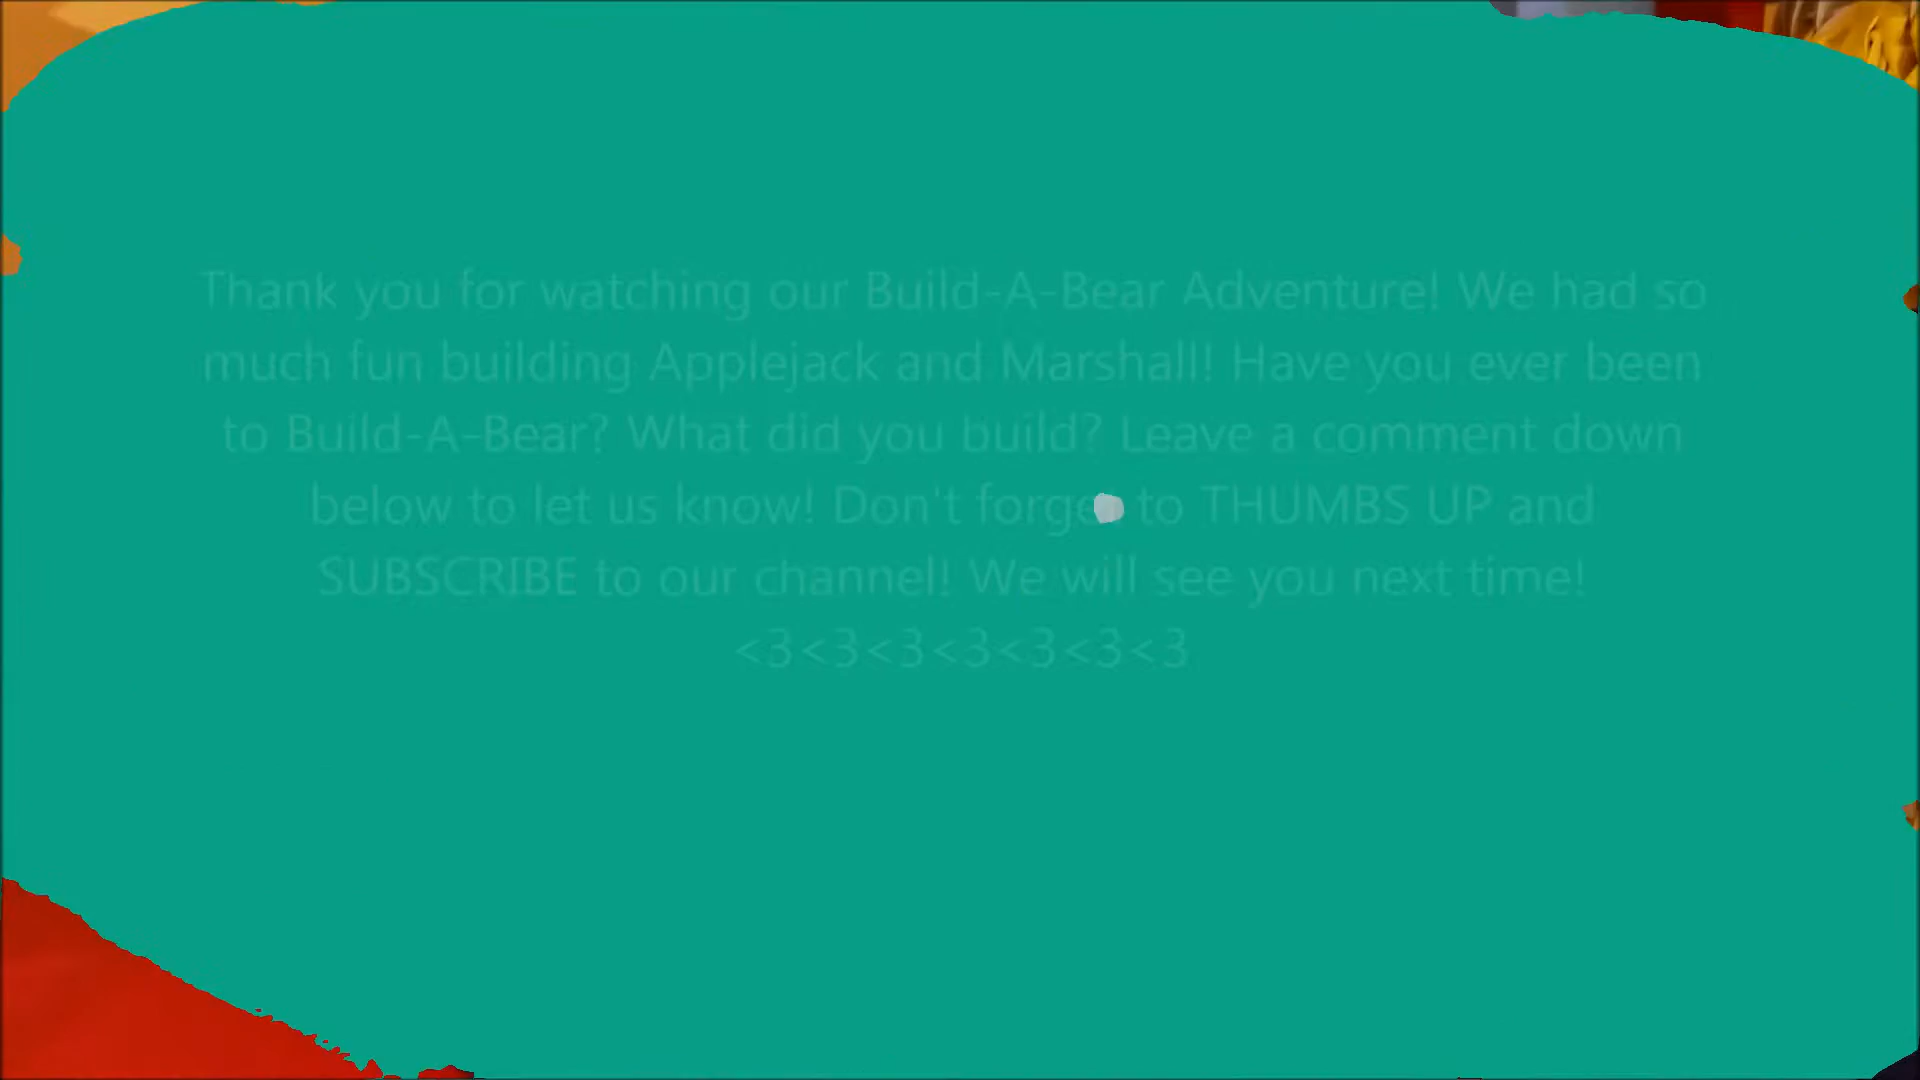 Thank you for watching our Build-A-Bear Adventure! We had so
much fun building Applejack and Marshall! Have you ever been
to Build-A-Bear? What did you build? Leave a comment down
below to let us know! Don't forget to THUMBS UP and
SUBSCRIBE to our channel! We will see you next time!
<3<3<3<3<3<3<3